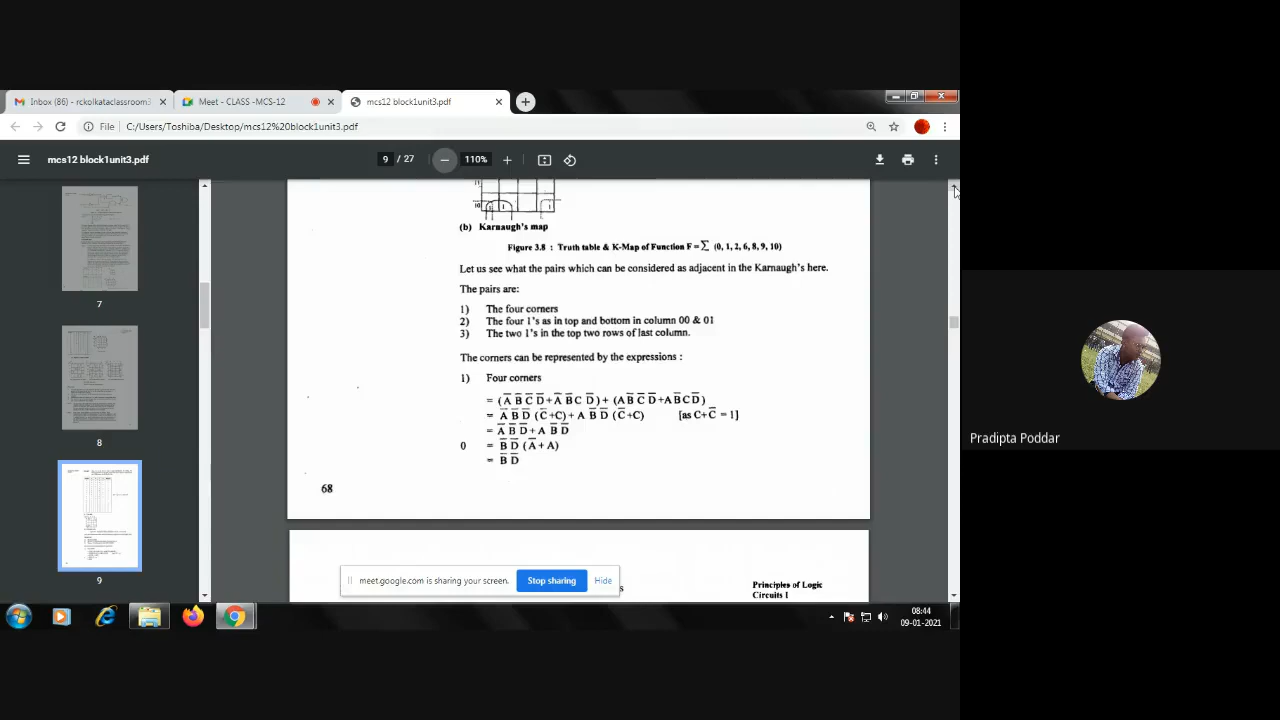 Inbox (86) - rckolkataclassroom3
Meet - CLASS -MCS-12
mcs12 block1unit3.pdf
File
C:/Users/Toshiba/Desktop/mcs12%20block1unit3.pdf
mcs12 block1unit3.pdf
9 / 27
110%
7
8
9
10
(b) Karnaugh's map
Figure 3.8 : Truth table & K-Map of Function F = ∑ (0, 1, 2, 6, 8, 9, 10)
Let us see what the pairs which can be considered as adjacent in the Karnaugh's here.
The pairs are:
1) The four corners
2) The four 1's as in top and bottom in column 00 & 01
3) The two 1's in the top two rows of last column.
The corners can be represented by the expressions :
1) Four corners
= (A̅ B̅ C̅ D̅ + A̅ B̅ C D̅) + (A B̅ C̅ D̅ + A B̅ C D̅)
= A̅ B̅ D̅ (C̅+C) + A B̅ D̅ (C̅+C) [as C+C̅ = 1]
= A̅ B̅ D̅ + A B̅ D̅
0 = B̅ D̅ (A̅ + A)
= B̅ D̅
68
Principles of Logic
Circuits I
meet.google.com is sharing your screen.
Stop sharing
Hide
08:44
09-01-2021
Pradipta Poddar